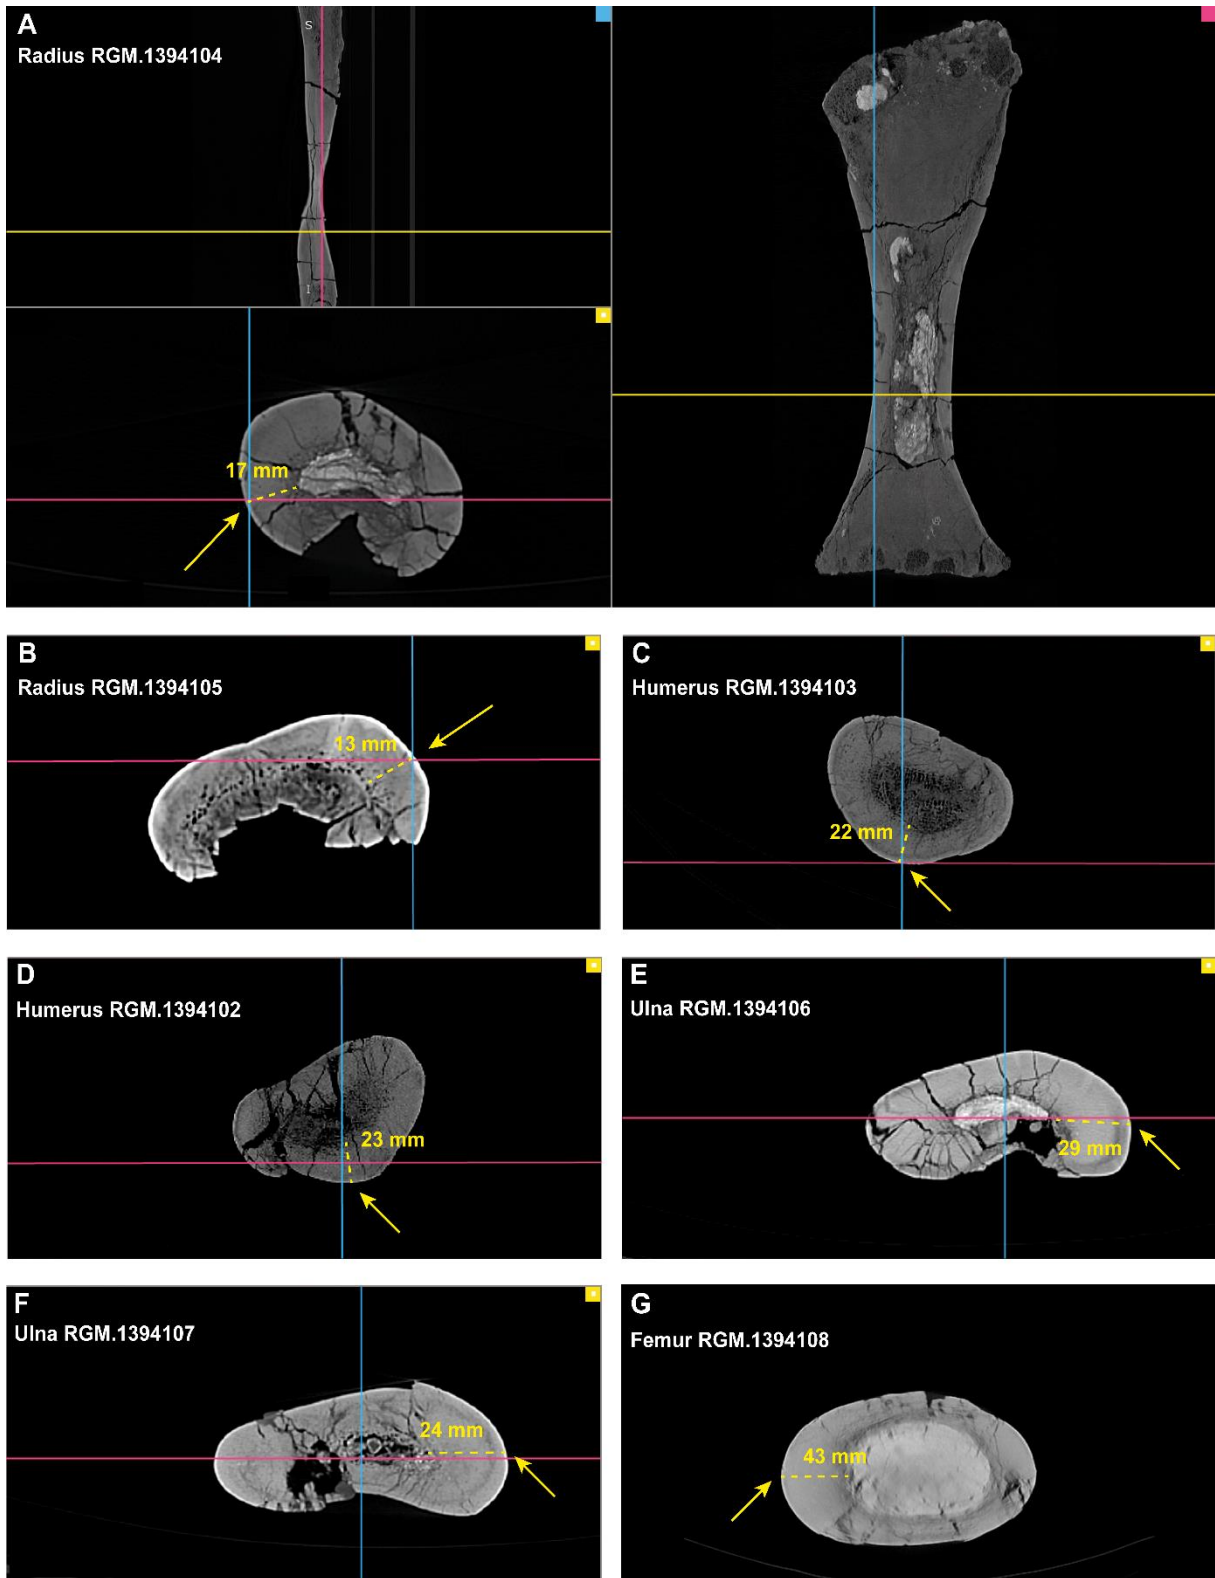 A
Radius RGM.1394104
S
I
17 mm
B
Radius RGM.1394105
13 mm
C
Humerus RGM.1394103
22 mm
D
Humerus RGM.1394102
23 mm
E
Ulna RGM.1394106
29 mm
F
Ulna RGM.1394107
24 mm
G
Femur RGM.1394108
43 mm